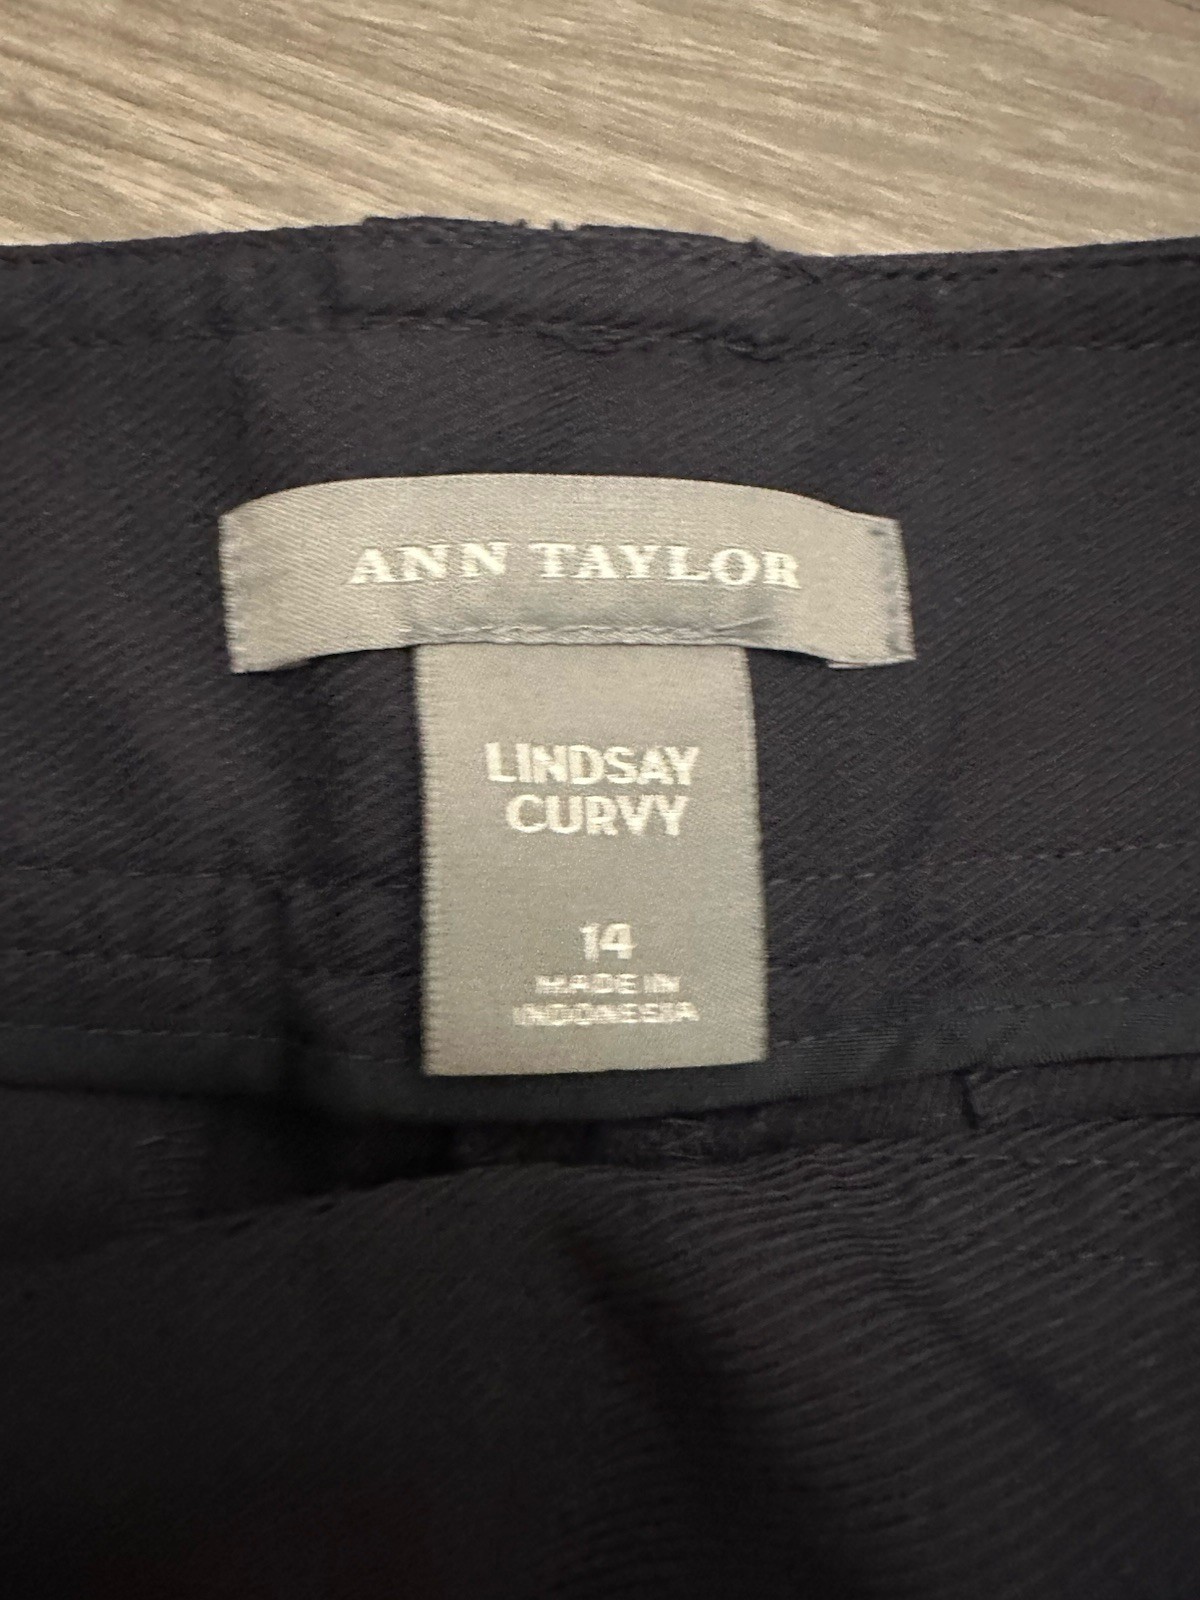 ANN TAYLOR
LINDSAY
CURVY
14
MADE IN
INDONESIA